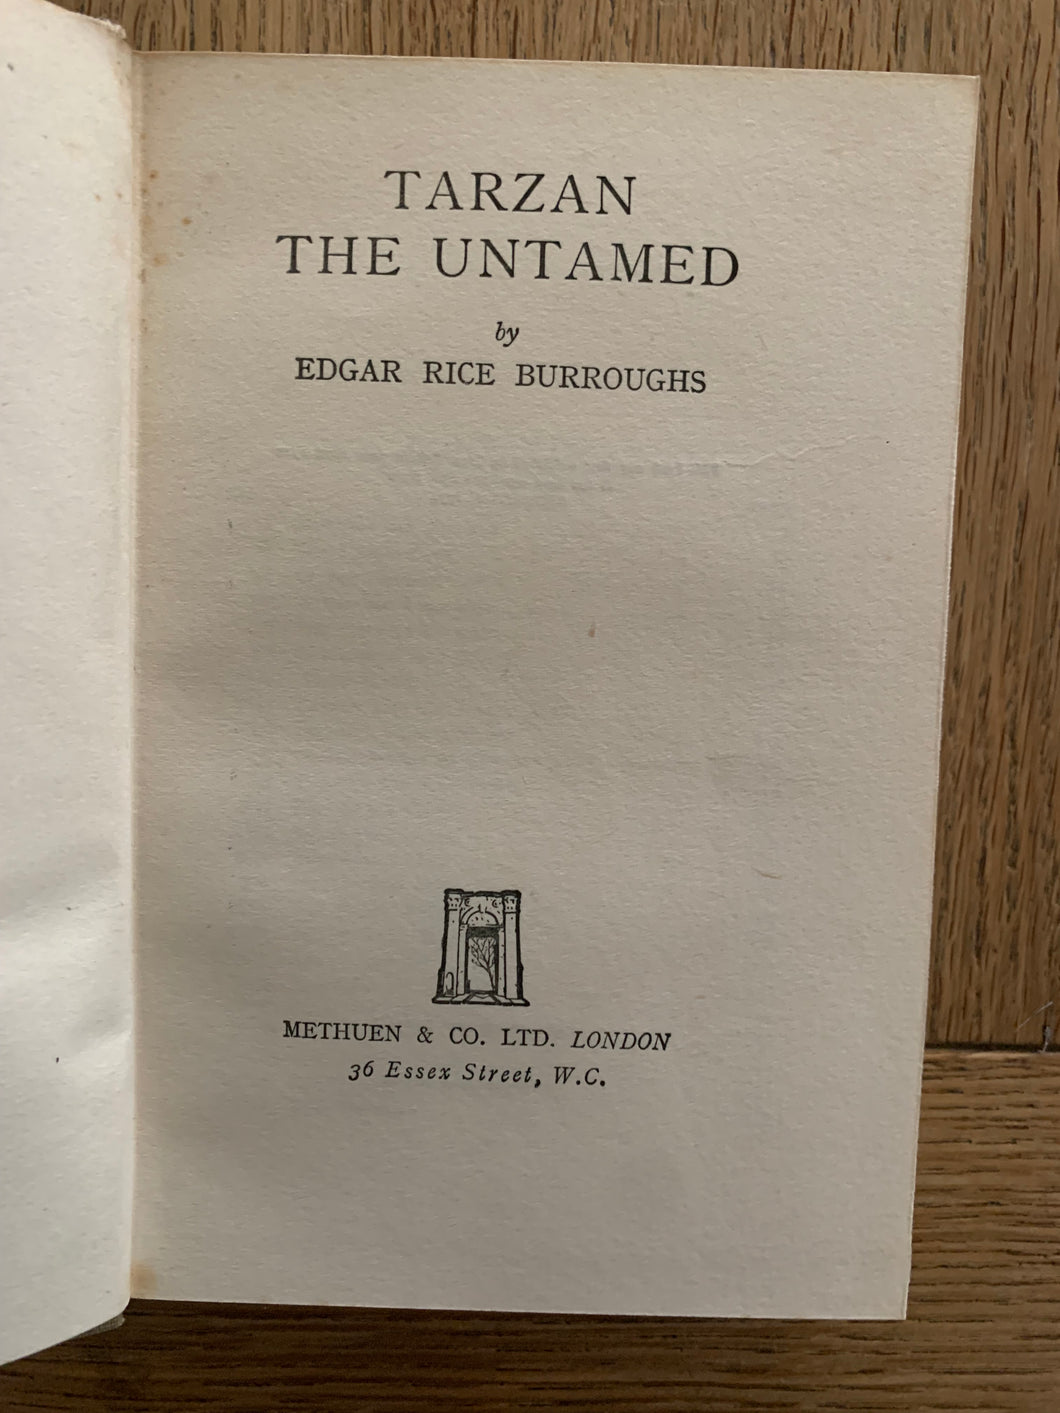 TARZAN
THE UNTAMED
by
EDGAR RICE BURROUGHS
METHUEN & CO. LTD. LONDON
36 Essex Street, W.C.